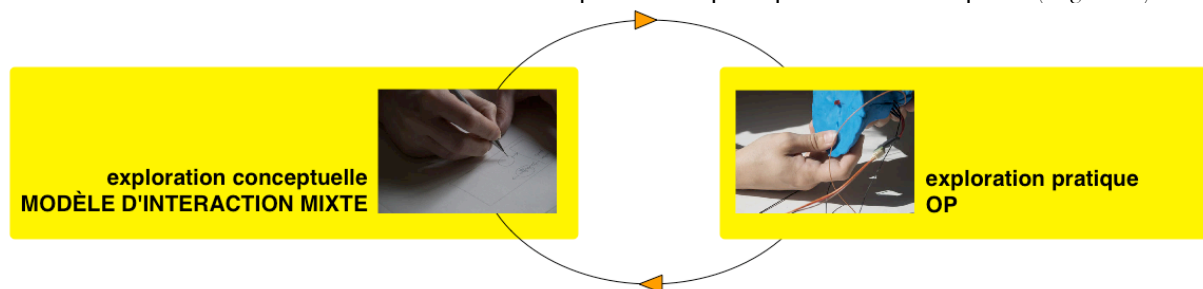 exploration conceptuelle
MODÈLE D'INTERACTION MIXTE
exploration pratique
OP